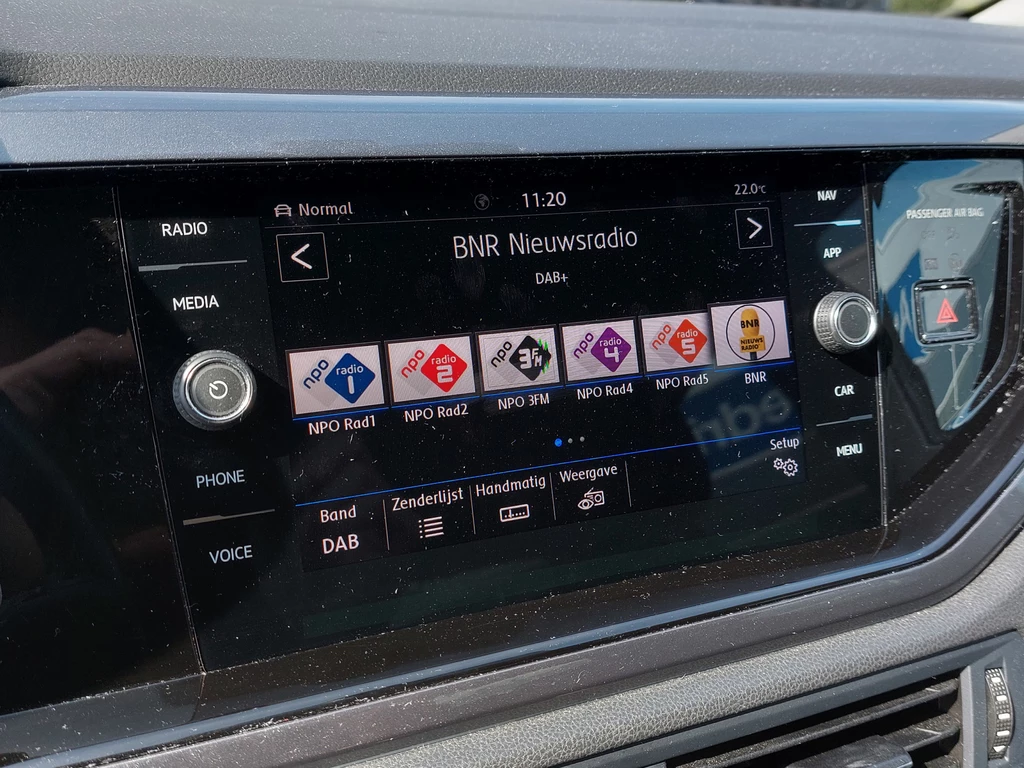 RADIO
MEDIA
PHONE
VOICE
Normal
11:20
22.0°C
<
BNR Nieuwsradio
>
DAB+
npo radio 1
npo radio 2
npo 3FM
npo radio 4
npo radio 5
BNR NIEUWS RADIO
NPO Rad1
NPO Rad2
NPO 3FM
NPO Rad4
NPO Rad5
BNR
Setup
Band
DAB
Zenderlijst
Handmatig
Weergave
NAV
APP
CAR
MENU
PASSENGER AIR BAG